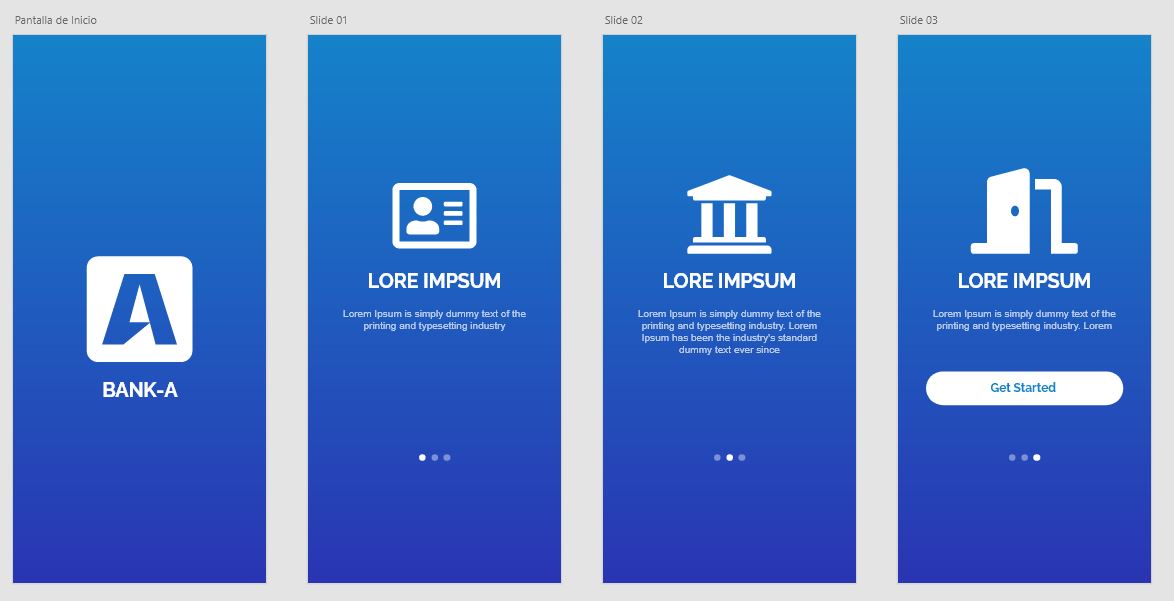 Pantalla de Inicio
BANK-A
Slide 01
LORE IMPSUM
Lorem Ipsum is simply dummy text of the
printing and typesetting industry
Slide 02
LORE IMPSUM
Lorem Ipsum is simply dummy text of the
printing and typesetting industry. Lorem
Ipsum has been the industry's standard
dummy text ever since
Slide 03
LORE IMPSUM
Lorem Ipsum is simply dummy text of the
printing and typesetting industry. Lorem
Get Started